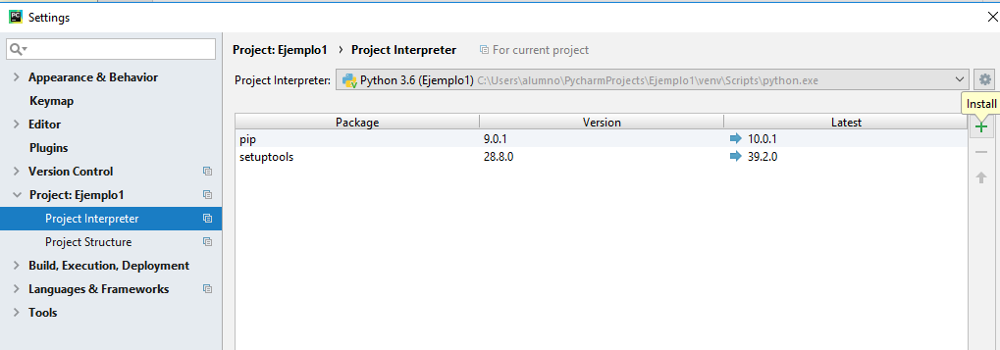 Settings
Project: Ejemplo1 › Project Interpreter For current project
Appearance & Behavior
Project Interpreter: Python 3.6 (Ejemplo1) C:\Users\alumno\PycharmProjects\Ejemplo1\venv\Scripts\python.exe
Keymap
Install
Editor
Package Version Latest
pip 9.0.1 10.0.1
Plugins
setuptools 28.8.0 39.2.0
Version Control
Project: Ejemplo1
Project Interpreter
Project Structure
Build, Execution, Deployment
Languages & Frameworks
Tools